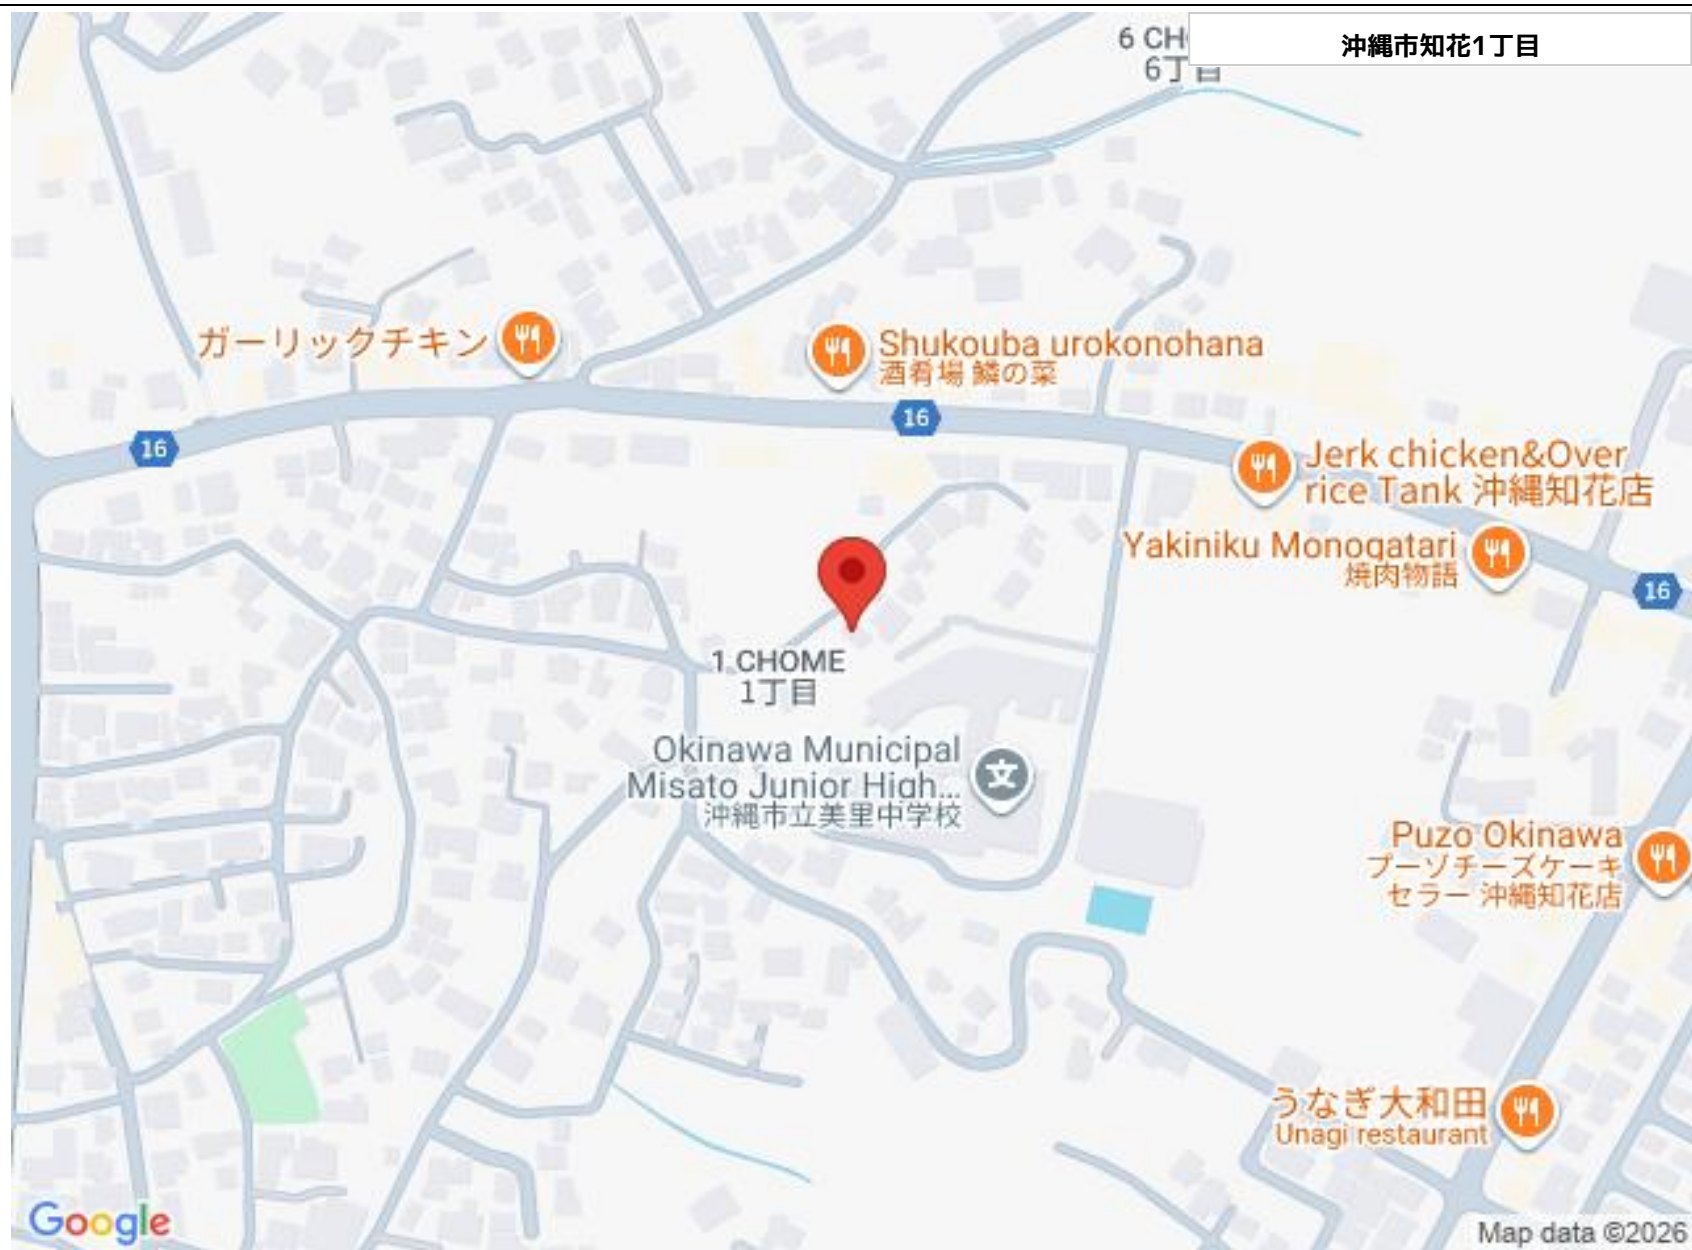 沖縄市知花1丁目
6丁目
ガーリックチキン
Shukouba urokonohana
酒肴場 鱗の菜
16
16
Jerk chicken&Over
rice Tank 沖縄知花店
Yakiniku Monogatari
焼肉物語
16
1 CHOME
1丁目
Okinawa Municipal
Misato Junior High...
沖縄市立美里中学校
文
Puzo Okinawa
プーゾチーズケーキ
セラー 沖縄知花店
うなぎ大和田
Unagi restaurant
Google
Map data ©2026